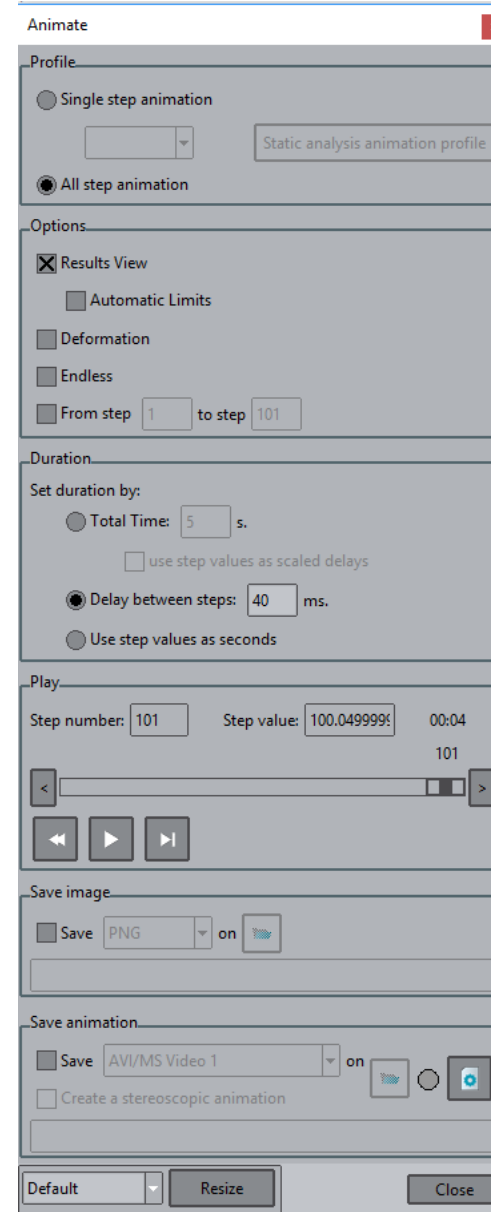 Animate
Profile
Single step animation
Static analysis animation profile
All step animation
Options
Results View
Automatic Limits
Deformation
Endless
From step 1 to step 101
Duration
Set duration by:
Total Time: 5 s.
use step values as scaled delays
Delay between steps: 40 ms.
Use step values as seconds
Play
Step number: 101 Step value: 100.0499999 00:04
101
< >
Save image
Save PNG on
Save animation
Save AVI/MS Video 1 on
Create a stereoscopic animation
Default Resize Close